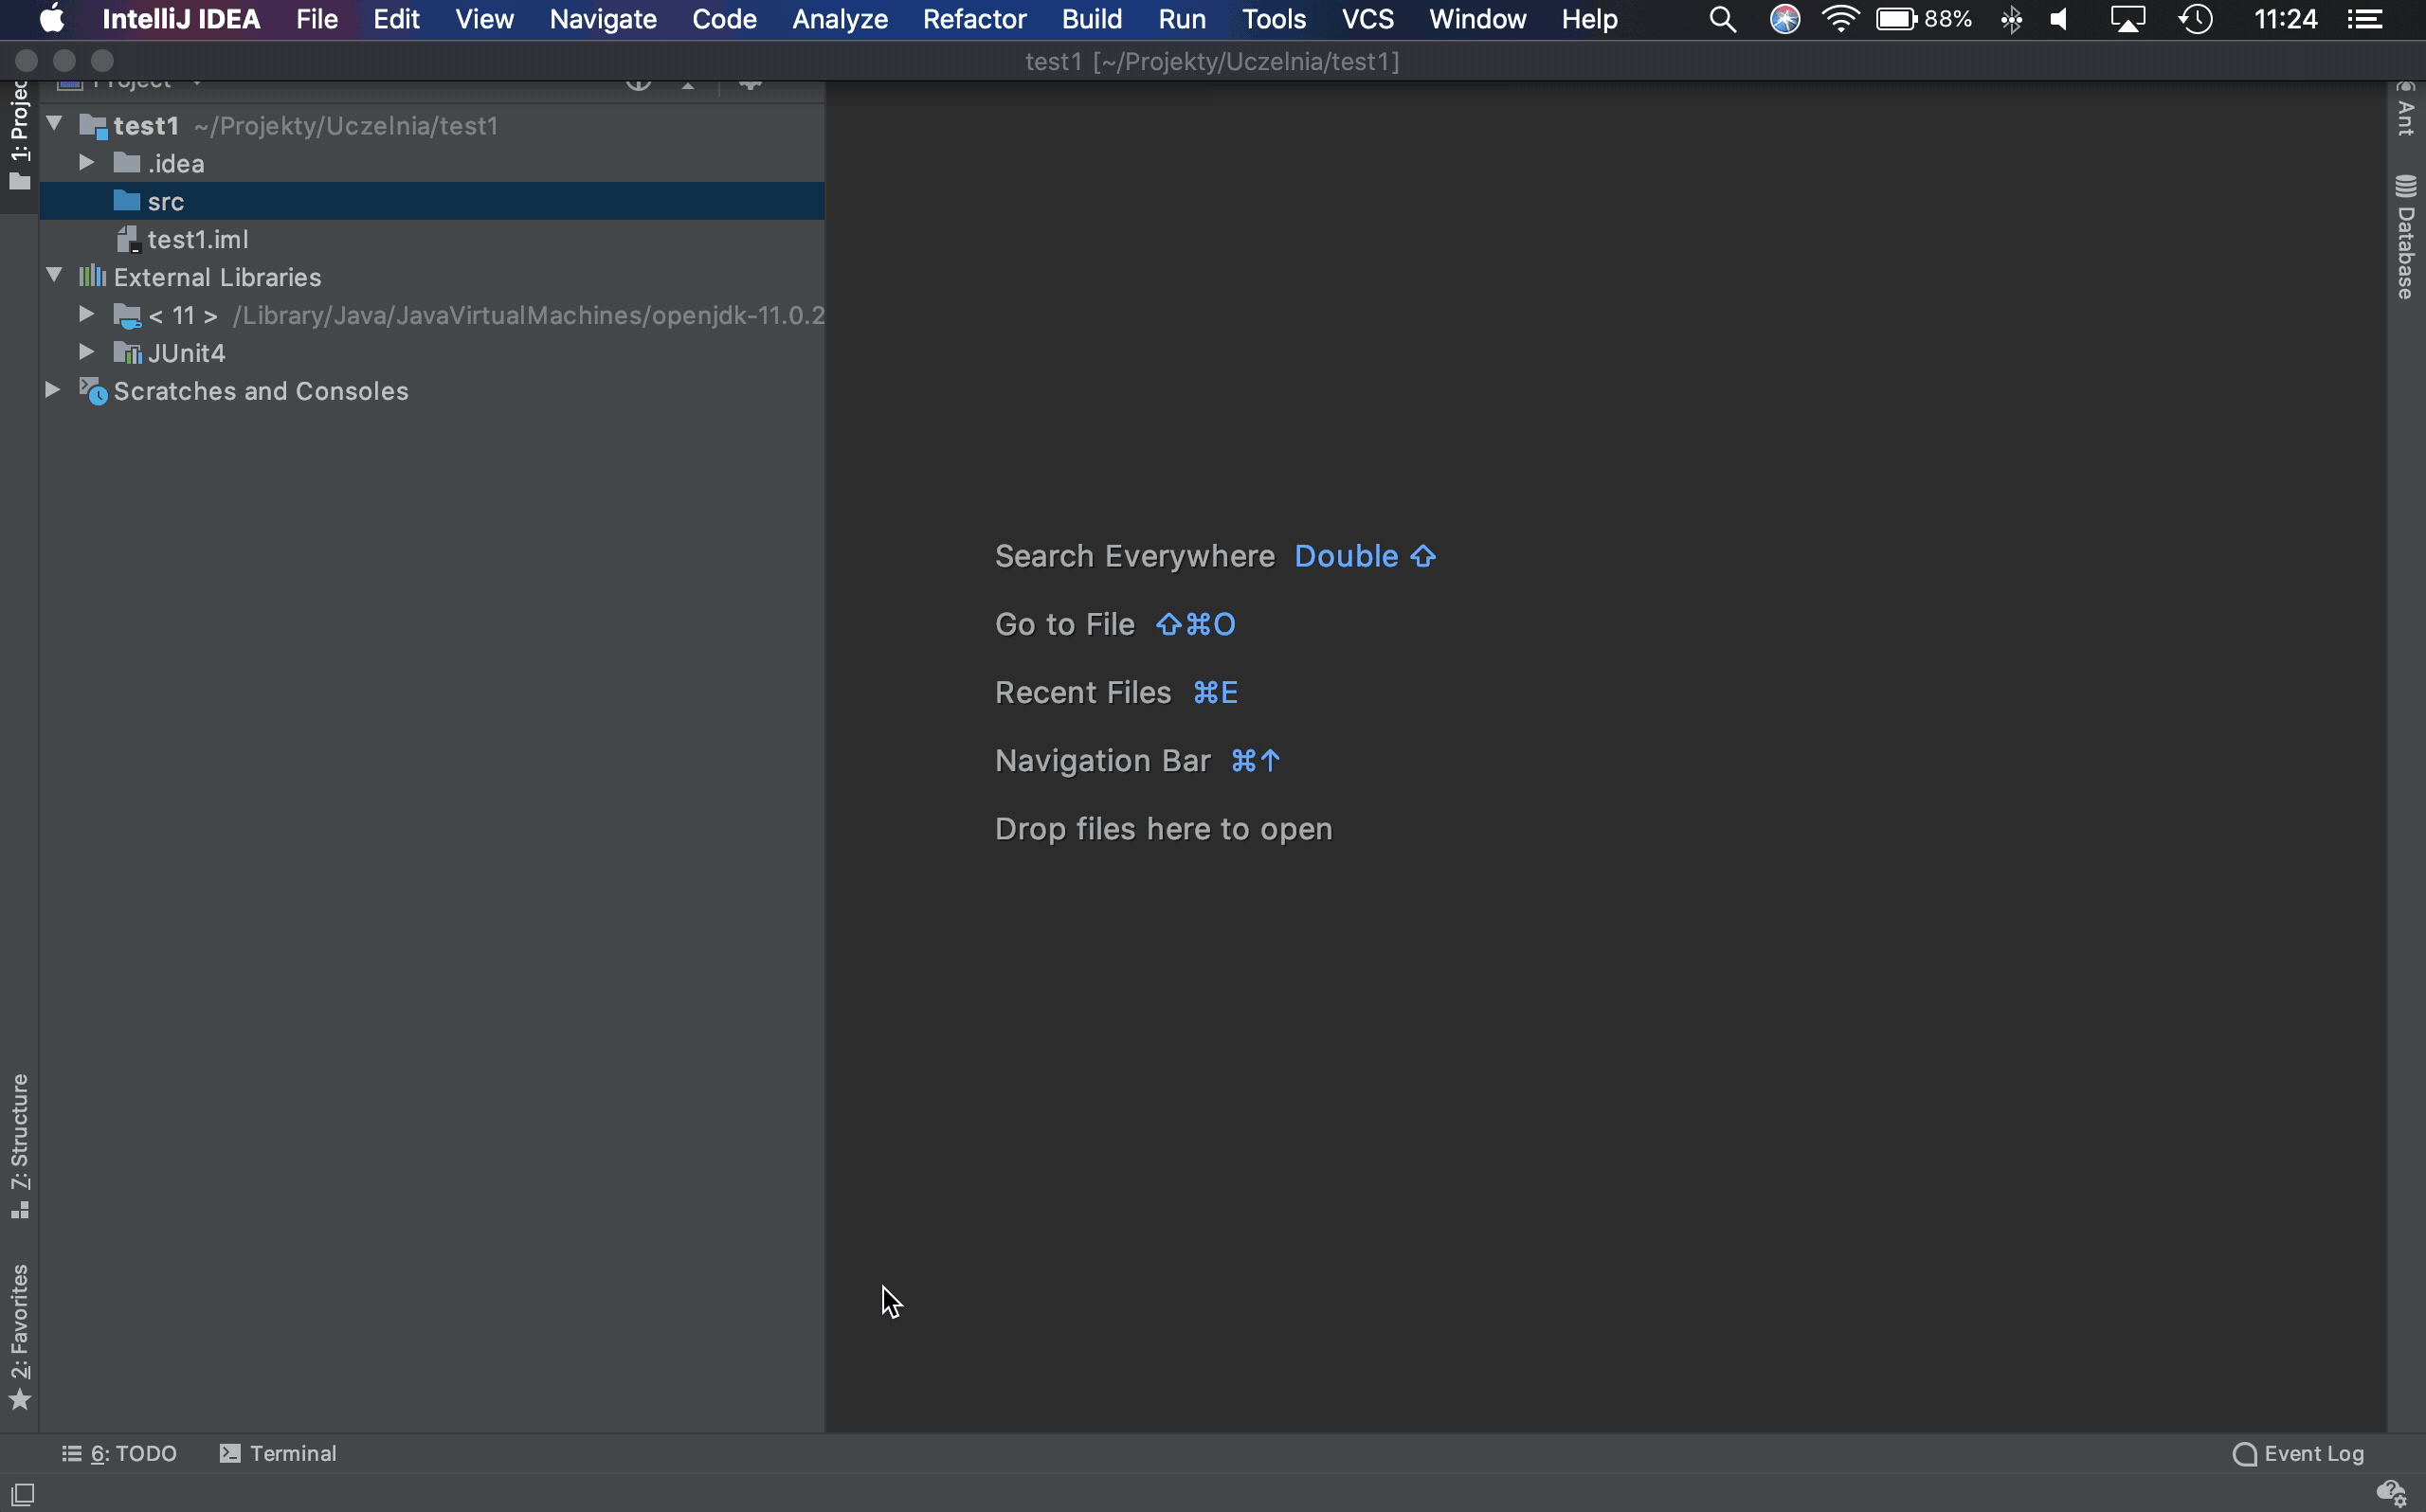 IntelliJ IDEA File Edit View Navigate Code Analyze Refactor Build Run Tools VCS Window Help 88% 11:24
test1 [~/Projekty/Uczelnia/test1]
Project
1: Project
test1 ~/Projekty/Uczelnia/test1
.idea
src
test1.iml
External Libraries
< 11 > /Library/Java/JavaVirtualMachines/openjdk-11.0.2
JUnit4
Scratches and Consoles
Search Everywhere Double ⇧
Go to File ⇧⌘O
Recent Files ⌘E
Navigation Bar ⌘↑
Drop files here to open
Ant
Database
7: Structure
2: Favorites
6: TODO Terminal Event Log